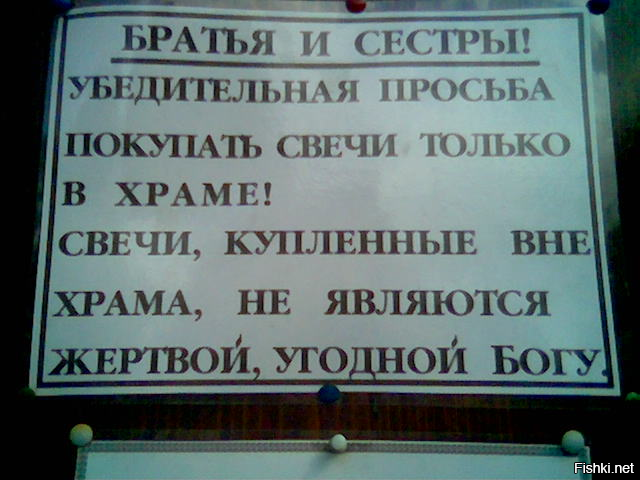 БРАТЬЯ И СЕСТРЫ!
УБЕДИТЕЛЬНАЯ ПРОСЬБА
ПОКУПАТЬ СВЕЧИ ТОЛЬКО
В ХРАМЕ!
СВЕЧИ, КУПЛЕННЫЕ ВНЕ
ХРАМА, НЕ ЯВЛЯЮТСЯ
ЖЕРТВОЙ, УГОДНОЙ БОГУ.
Fishki.net